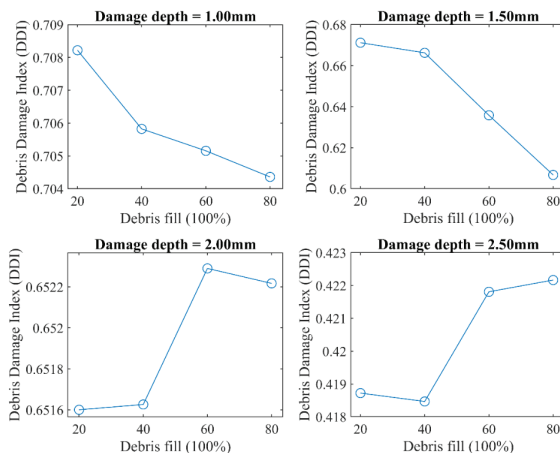 Damage depth = 1.00mm
Debris Damage Index (DDI)
0.709
0.708
0.707
0.706
0.705
0.704
20 40 60 80
Debris fill (100%)
Damage depth = 1.50mm
Debris Damage Index (DDI)
0.68
0.66
0.64
0.62
0.6
20 40 60 80
Debris fill (100%)
Damage depth = 2.00mm
Debris Damage Index (DDI)
0.6522
0.652
0.6518
0.6516
20 40 60 80
Debris fill (100%)
Damage depth = 2.50mm
Debris Damage Index (DDI)
0.423
0.422
0.421
0.42
0.419
0.418
20 40 60 80
Debris fill (100%)